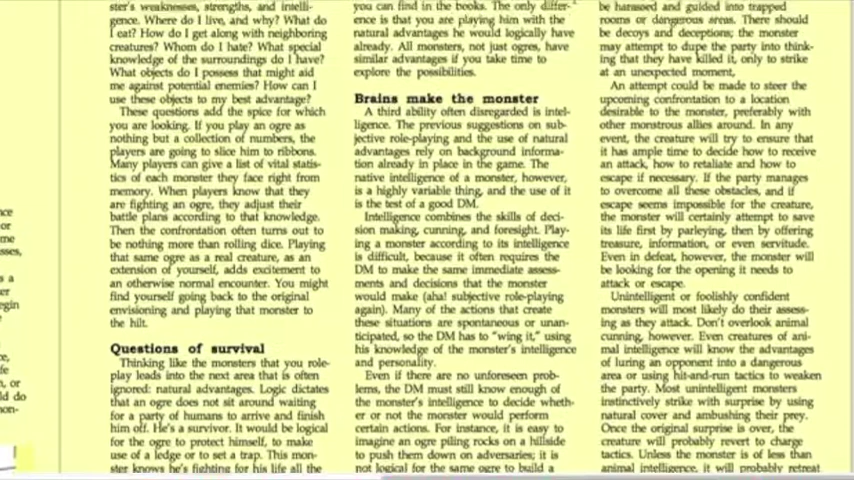 ster's weaknesses, strengths, and intelli-
gence. Where do I live, and why? What do
I eat? How do I get along with neighboring
creatures? Whom do I hate? What special
knowledge of the surroundings do I have?
What objects do I possess that might aid
me against potential enemies? How can I
use these objects to my best advantage?
These questions add the spice for which
you are looking. If you play an ogre as
nothing but a collection of numbers, the
players are going to slice him to ribbons.
Many players can give a list of vital statis-
tics of each monster they face right from
memory. When players know that they
are fighting an ogre, they adjust their
battle plans according to that knowledge.
Then the confrontation often turns out to
be nothing more than rolling dice. Playing
that same ogre as a real creature, as an
extension of yourself, adds excitement to
an otherwise normal encounter. You might
find yourself going back to the original
envisioning and playing that monster to
the hilt.
Questions of survival
Thinking like the monsters that you role-
play leads into the next area that is often
ignored: natural advantages. Logic dictates
that an ogre does not sit around waiting
for a party of humans to arrive and finish
him off. He's a survivor. It would be logical
for the ogre to protect himself, to make
use of a ledge or to set a trap. This mon-
ster knows he's fighting for his life all the
you can find in the books. The only differ-
ence is that you are playing him with the
natural advantages he would logically have
already. All monsters, not just ogres, have
similar advantages if you take time to
explore the possibilities.
Brains make the monster
A third ability often disregarded is intel-
ligence. The previous suggestions on sub-
jective role-playing and the use of natural
advantages rely on background informa-
tion already in place in the game. The
native intelligence of a monster, however,
is a highly variable thing, and the use of it
is the test of a good DM.
Intelligence combines the skills of deci-
sion making, cunning, and foresight. Play-
ing a monster according to its intelligence
is difficult, because it often requires the
DM to make the same immediate assess-
ments and decisions that the monster
would make (aha! subjective role-playing
again). Many of the actions that create
these situations are spontaneous or unan-
ticipated, so the DM has to "wing it," using
his knowledge of the monster's intelligence
and personality.
Even if there are no unforeseen prob-
lems, the DM must still know enough of
the monster's intelligence to decide wheth-
er or not the monster would perform
certain actions. For instance, it is easy to
imagine an ogre piling rocks on a hillside
to push them down on adversaries; it is
not logical for the same ogre to build a
be harassed and guided into trapped
rooms or dangerous areas. There should
be decoys and deceptions; the monster
may attempt to dupe the party into think-
ing that they have killed it, only to strike
at an unexpected moment.
An attempt could be made to steer the
upcoming confrontation to a location
desirable to the monster, preferably with
other monstrous allies around. In any
event, the creature will try to ensure that
it has ample time to decide how to receive
an attack, how to retaliate and how to
escape if necessary. If the party manages
to overcome all these obstacles, and if
escape seems impossible for the creature,
the monster will certainly attempt to save
its life first by parleying, then by offering
treasure, information, or even servitude.
Even in defeat, however, the monster will
be looking for the opening it needs to
attack or escape.
Unintelligent or foolishly confident
monsters will most likely do their assess-
ing as they attack. Don't overlook animal
cunning, however. Even creatures of ani-
mal intelligence will know the advantages
of luring an opponent into a dangerous
area or using hit-and-run tactics to weaken
the party. Most unintelligent monsters
instinctively strike with surprise by using
natural cover and ambushing their prey.
Once the original surprise is over, the
creature will probably revert to charge
tactics. Unless the monster is of less than
animal intelligence, it will probably retreat